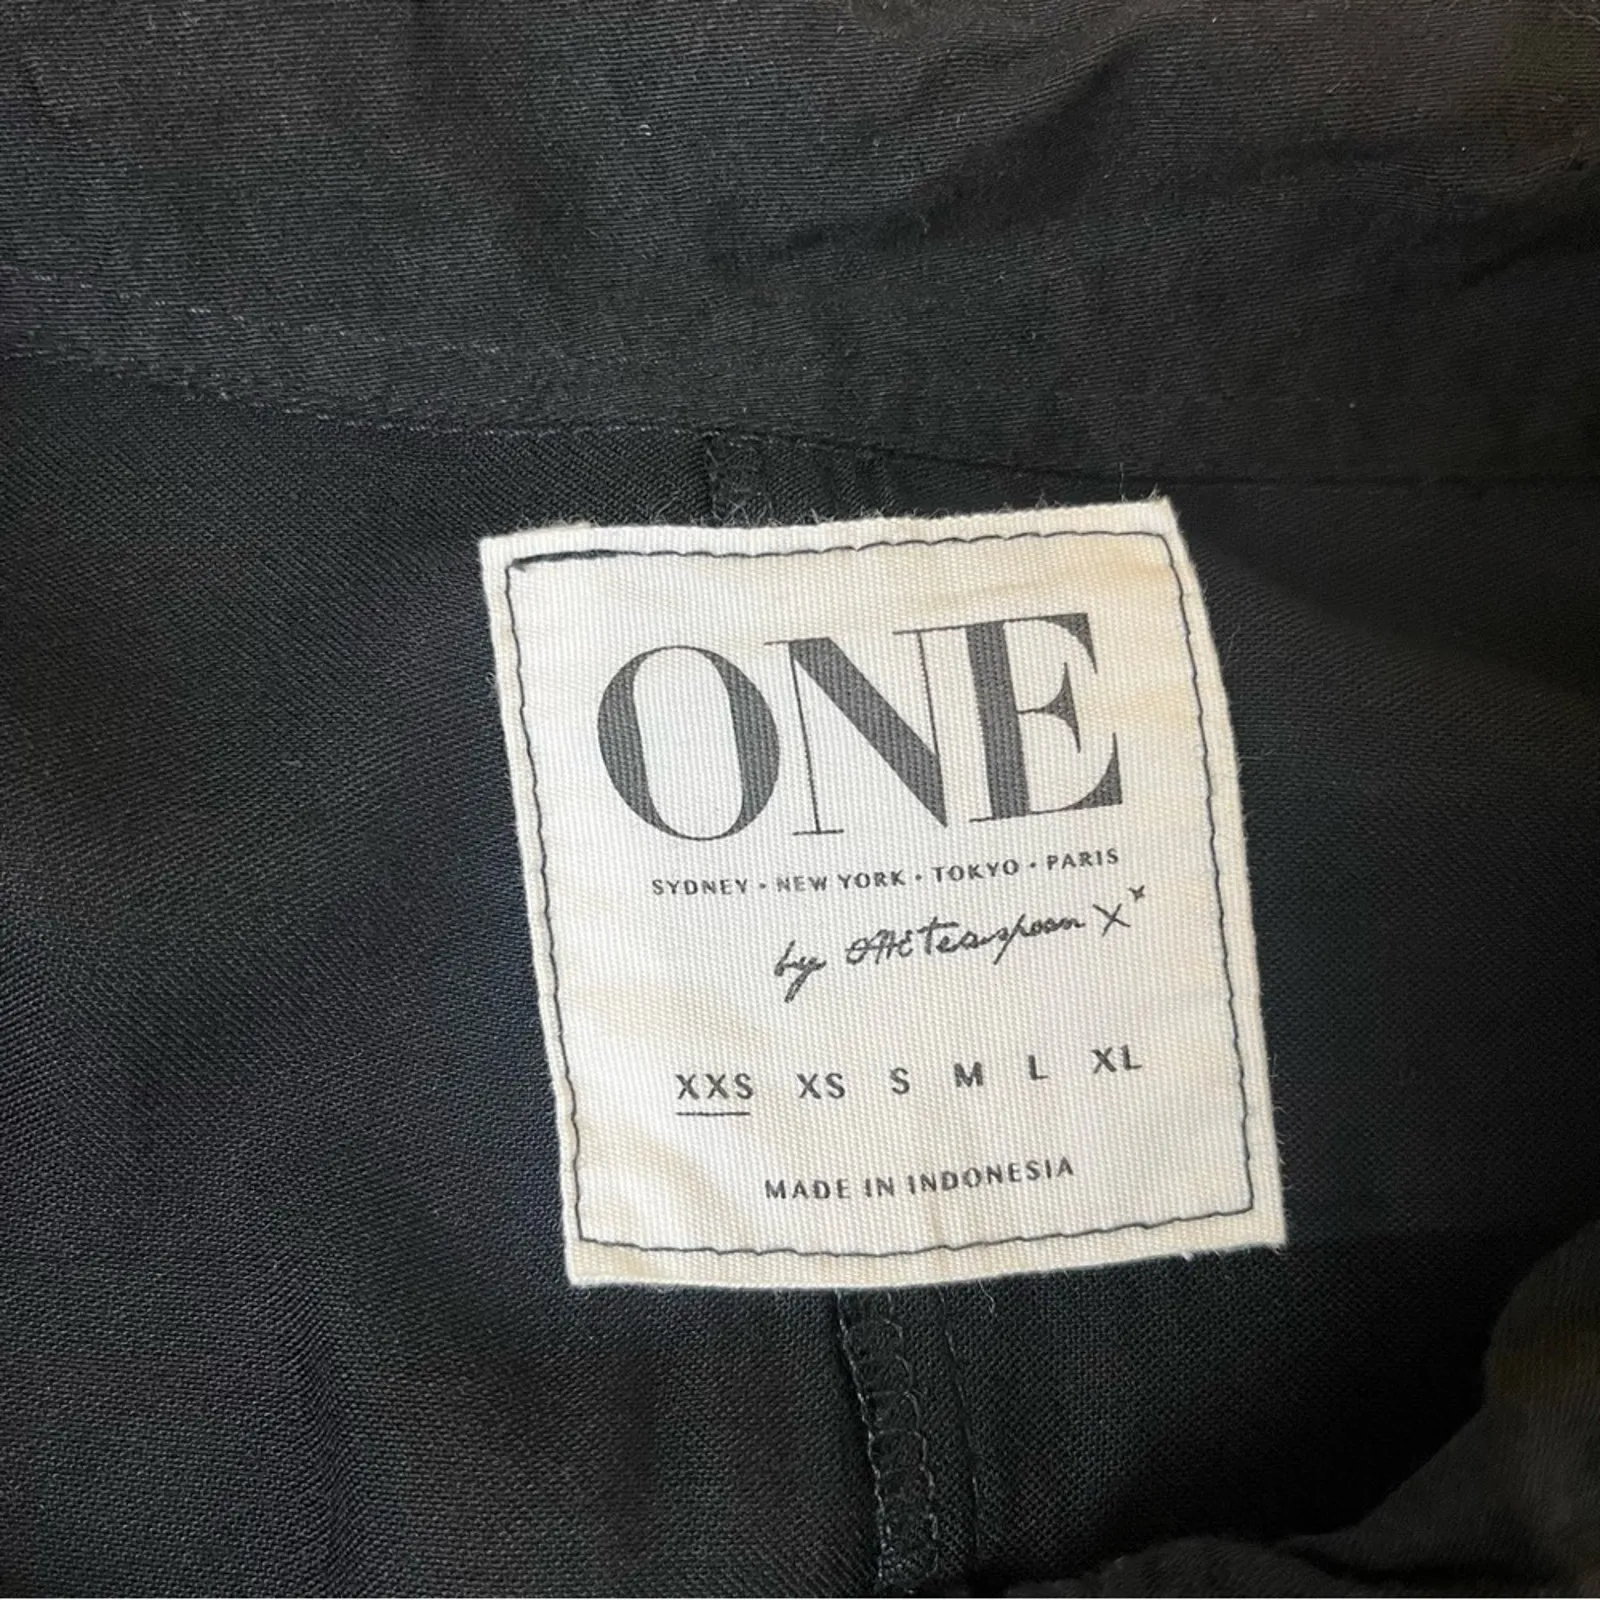 ONE
SYDNEY • NEW YORK • TOKYO • PARIS
by One teaspoon X
XXS XS S M L XL
MADE IN INDONESIA